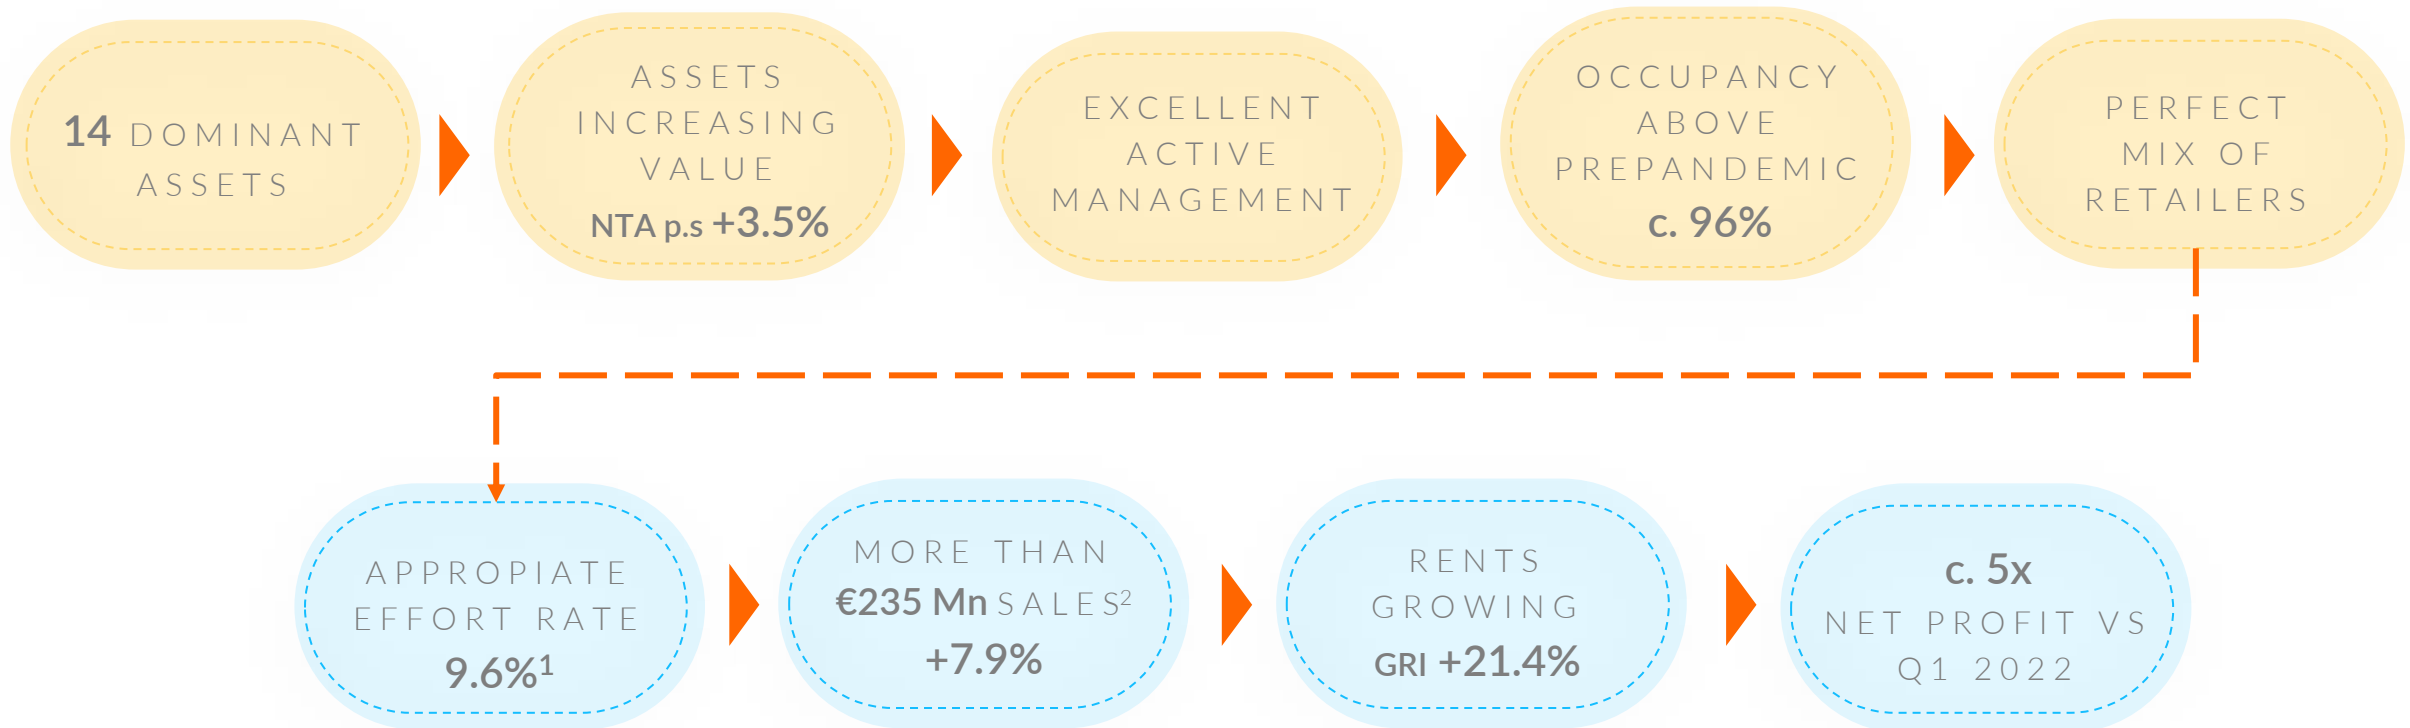 14 DOMINANT
ASSETS
ASSETS
INCREASING
VALUE
NTA p.s +3.5%
EXCELLENT
ACTIVE
MANAGEMENT
OCCUPANCY
ABOVE
PREPANDEMIC
c. 96%
PERFECT
MIX OF
RETAILERS
APPROPIATE
EFFORT RATE
9.6%¹
MORE THAN
€235 Mn SALES²
+7.9%
RENTS
GROWING
GRI +21.4%
c. 5x
NET PROFIT VS
Q1 2022